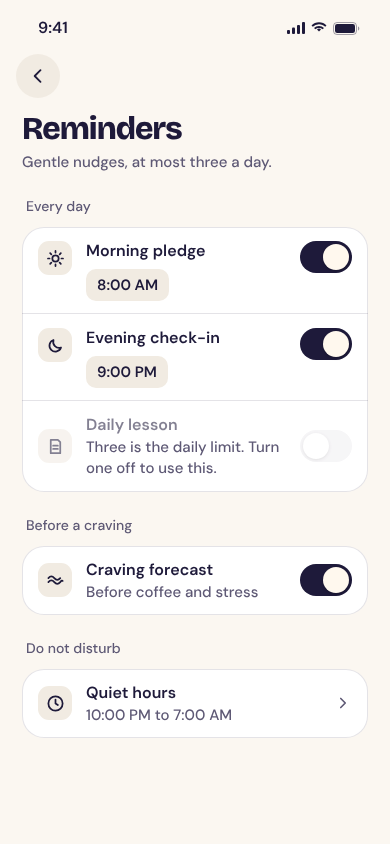 9:41
Reminders
Gentle nudges, at most three a day.
Every day
Morning pledge
8:00 AM
Evening check-in
9:00 PM
Daily lesson
Three is the daily limit. Turn
one off to use this.
Before a craving
Craving forecast
Before coffee and stress
Do not disturb
Quiet hours
10:00 PM to 7:00 AM